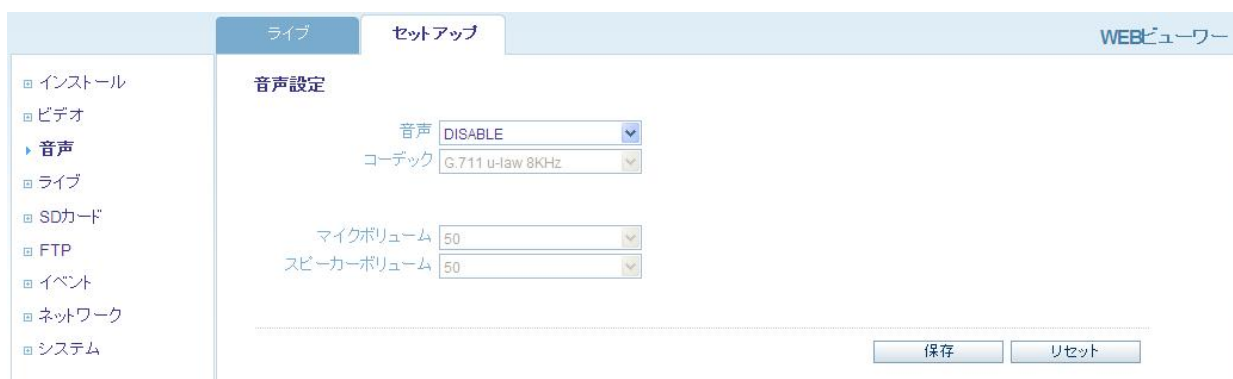 ライブ
セットアップ
WEBビューワー
インストール
ビデオ
音声
ライブ
SDカード
FTP
イベント
ネットワーク
システム
音声設定
音声 DISABLE
コーデック G.711 u-law 8KHz
マイクボリューム 50
スピーカーボリューム 50
保存
リセット